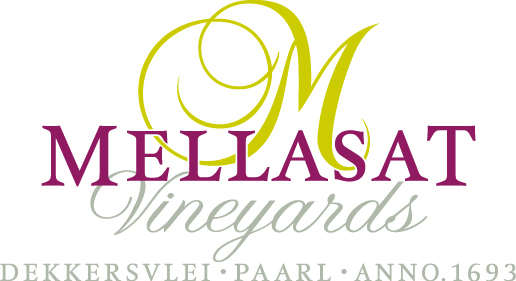 M
MELLASAT
Vineyards
DEKKERSVLEI · PAARL · ANNO.1693